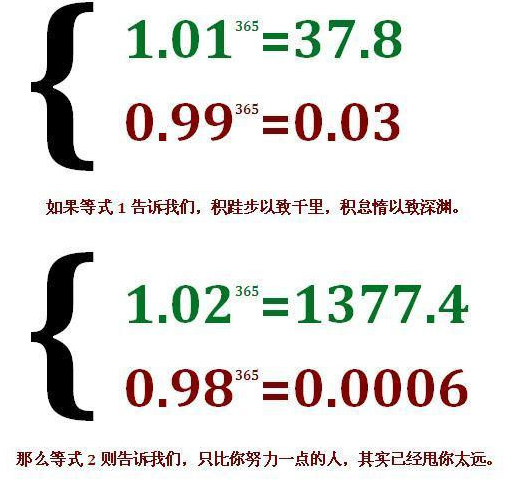 1.01³⁶⁵=37.8
0.99³⁶⁵=0.03
如果等式 1 告诉我们，积跬步以致千里，积怠惰以致深渊。
1.02³⁶⁵=1377.4
0.98³⁶⁵=0.0006
那么等式 2 则告诉我们，只比你努力一点的人，其实已经甩你太远。